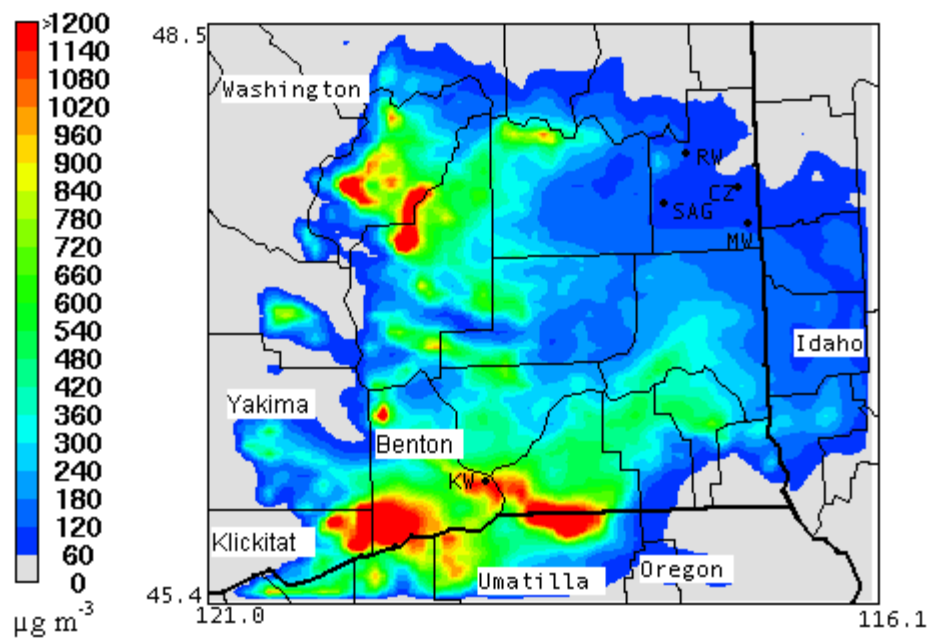 >1200
1140
1080
1020
960
900
840
780
720
660
600
540
480
420
360
300
240
180
120
60
0
µg m-3
48.5
45.4
121.0
116.1
Washington
RW
CZ
SAG
MW
Idaho
Yakima
Benton
KW
Klickitat
Umatilla
Oregon